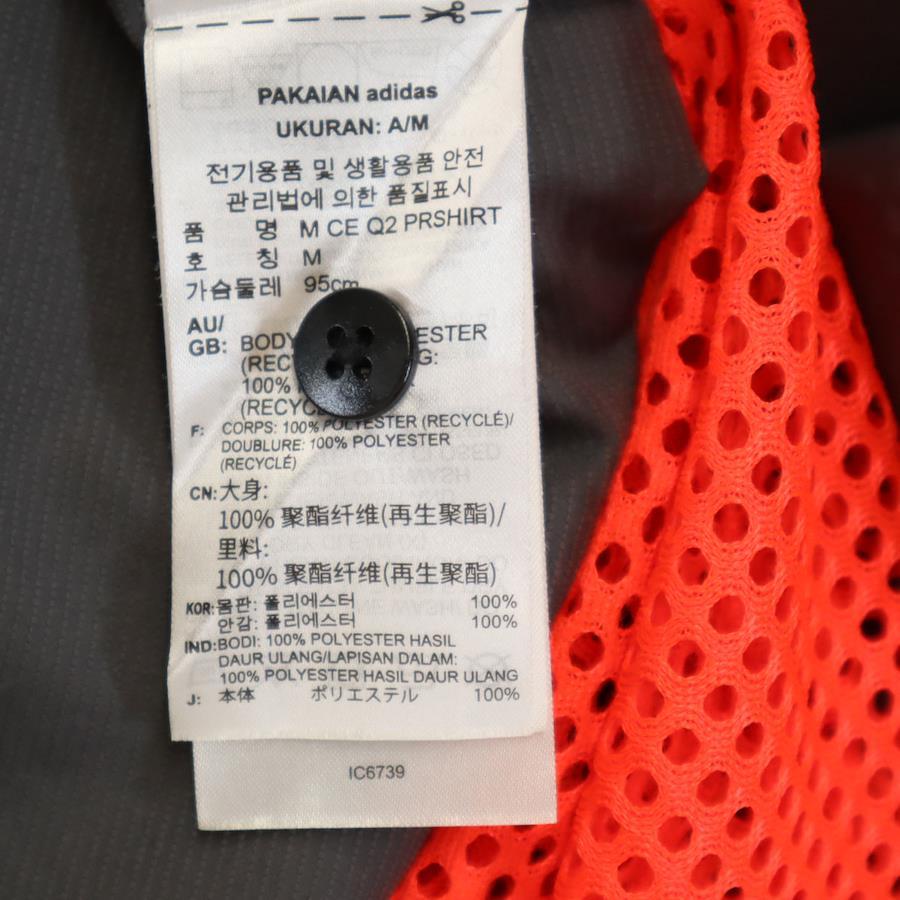 PAKAIAN adidas
UKURAN: A/M
전기용품 및 생활용품 안전
관리법에 의한 품질표시
품 명 M CE Q2 PRSHIRT
호 칭 M
가슴둘레 95cm
AU/
GB: BODY
100%
F: CORPS: 100% POLYESTER (RECYCLÉ)/
DOUBLURE: 100% POLYESTER
(RECYCLÉ)
CN: 大身:
100% 聚酯纤维(再生聚酯)/
里料:
100% 聚酯纤维(再生聚酯)
KOR: 몸판: 폴리에스터 100%
안감: 폴리에스터 100%
IND: BODI: 100% POLYESTER HASIL
DAUR ULANG/LAPISAN DALAM:
100% POLYESTER HASIL DAUR ULANG
J: 本体 ポリエステル 100%
IC6739